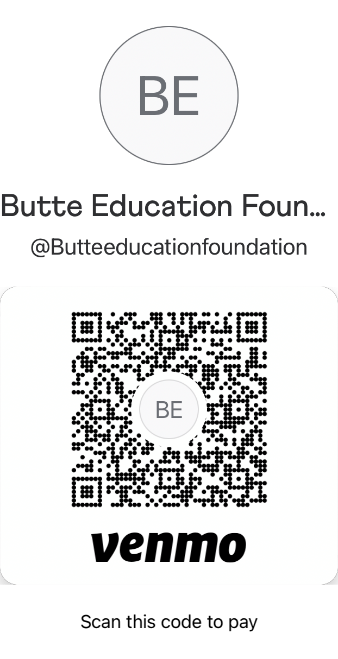 BE
Butte Education Foun...
@Butteeducationfoundation
BE
venmo
Scan this code to pay